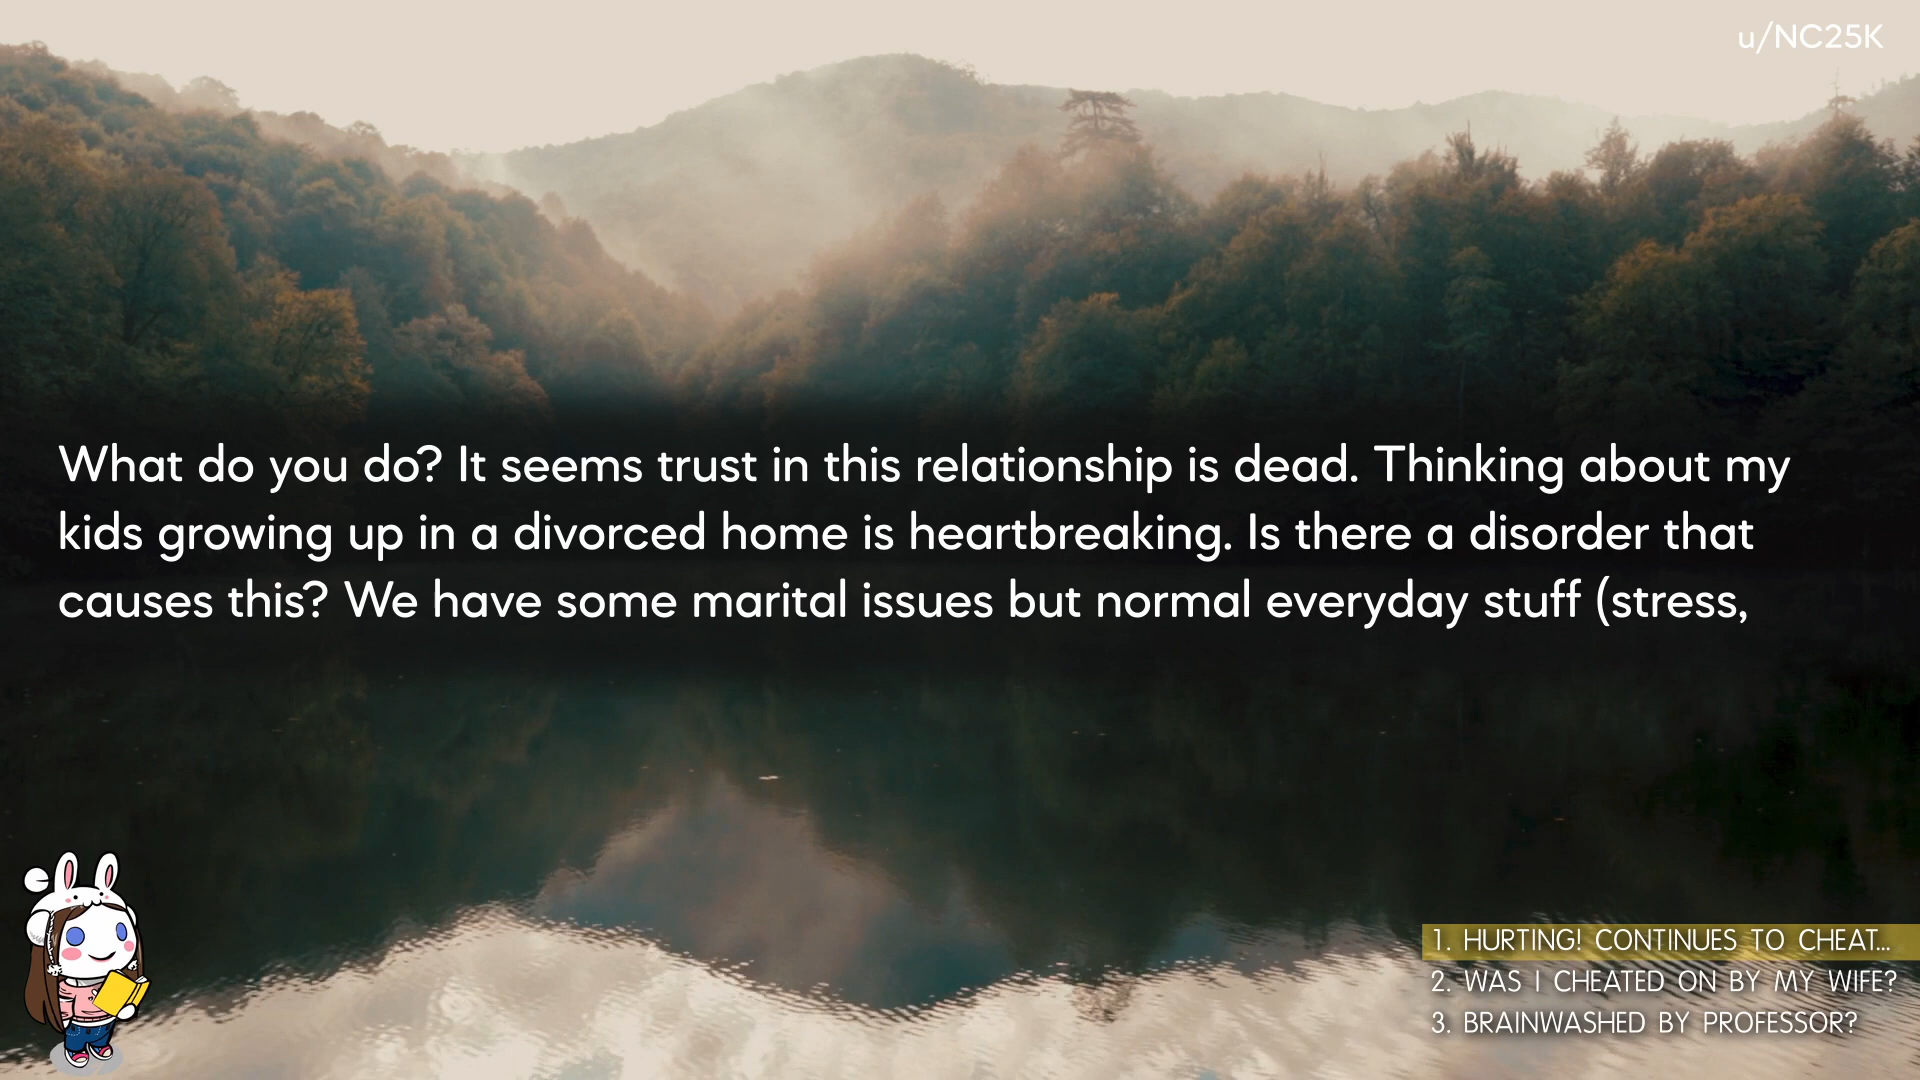 u/NC25K
What do you do? It seems trust in this relationship is dead. Thinking about my
kids growing up in a divorced home is heartbreaking. Is there a disorder that
causes this? We have some marital issues but normal everyday stuff (stress,
1. HURTING! CONTINUES TO CHEAT...
2. WAS I CHEATED ON BY MY WIFE?
3. BRAINWASHED BY PROFESSOR?